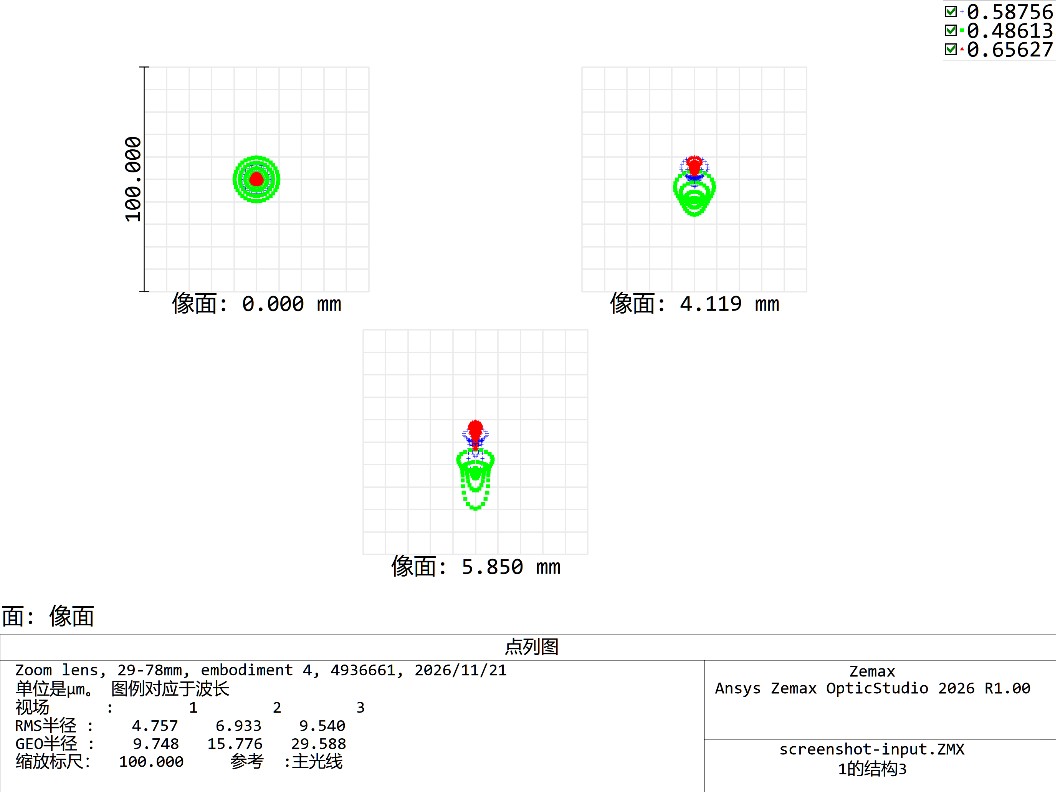 0.58756
0.48613
0.65627
100.000
像面: 0.000 mm
像面: 4.119 mm
像面: 5.850 mm
面: 像面
点列图
Zoom lens, 29-78mm, embodiment 4, 4936661, 2026/11/21
单位是µm。 图例对应于波长
视场 : 1 2 3
RMS半径 : 4.757 6.933 9.540
GEO半径 : 9.748 15.776 29.588
缩放标尺: 100.000 参考 :主光线
Zemax
Ansys Zemax OpticStudio 2026 R1.00
screenshot-input.ZMX
1的结构3